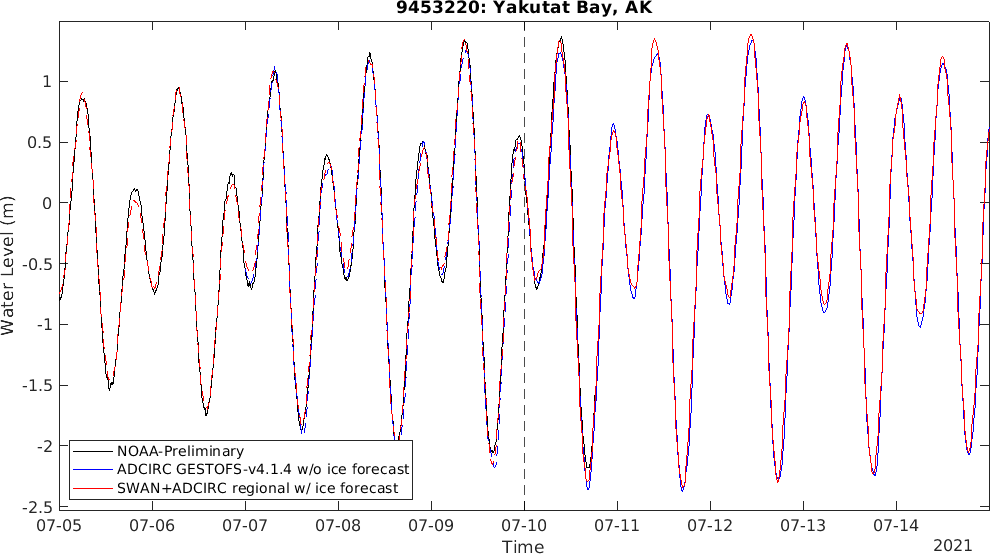 9453220: Yakutat Bay, AK
Water Level (m)
1
0.5
0
-0.5
-1
-1.5
-2
-2.5
NOAA-Preliminary
ADCIRC GESTOFS-v4.1.4 w/o ice forecast
SWAN+ADCIRC regional w/ ice forecast
07-05 07-06 07-07 07-08 07-09 07-10 07-11 07-12 07-13 07-14
Time
2021